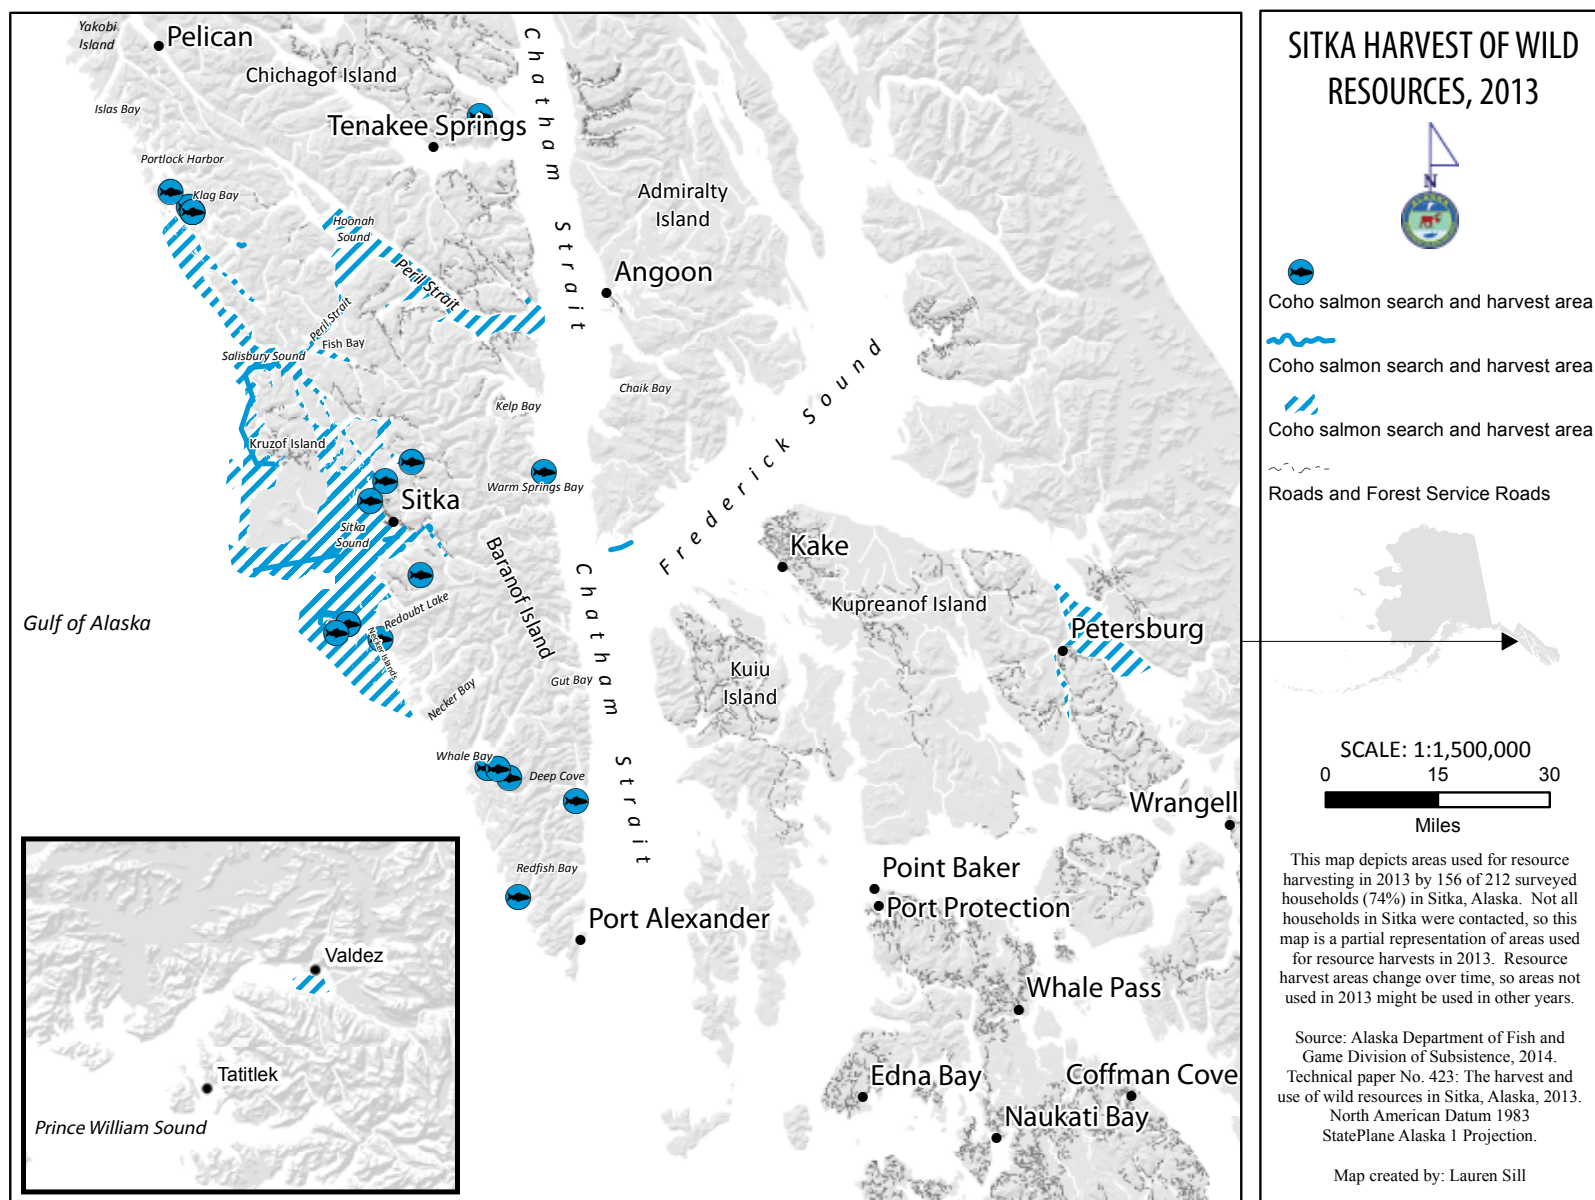 Yakobi
Island
Pelican
Chichagof Island
Islas Bay
Tenakee Springs
Portlock Harbor
Klag Bay
Hoonah
Sound
Peril Strait
Peril Strait
Fish Bay
Salisbury Sound
Kruzof Island
Chatham Strait
Admiralty
Island
Angoon
Chaik Bay
Kelp Bay
Warm Springs Bay
Sitka
Sitka
Sound
Frederick Sound
Baranof Island
Redoubt Lake
Necker Islands
Gulf of Alaska
Kake
Kupreanof Island
Petersburg
Kuiu
Island
Chatham Strait
Gut Bay
Necker Bay
Whale Bay
Deep Cove
Redfish Bay
Port Alexander
Wrangell
Point Baker
Port Protection
Whale Pass
Edna Bay
Coffman Cove
Naukati Bay
Valdez
Tatitlek
Prince William Sound
SITKA HARVEST OF WILD
RESOURCES, 2013
N
ALASKA
Coho salmon search and harvest area
Coho salmon search and harvest area
Coho salmon search and harvest area
Roads and Forest Service Roads
SCALE: 1:1,500,000
0 15 30
Miles
This map depicts areas used for resource
harvesting in 2013 by 156 of 212 surveyed
households (74%) in Sitka, Alaska. Not all
households in Sitka were contacted, so this
map is a partial representation of areas used
for resource harvests in 2013. Resource
harvest areas change over time, so areas not
used in 2013 might be used in other years.
Source: Alaska Department of Fish and
Game Division of Subsistence, 2014.
Technical paper No. 423: The harvest and
use of wild resources in Sitka, Alaska, 2013.
North American Datum 1983
StatePlane Alaska 1 Projection.
Map created by: Lauren Sill